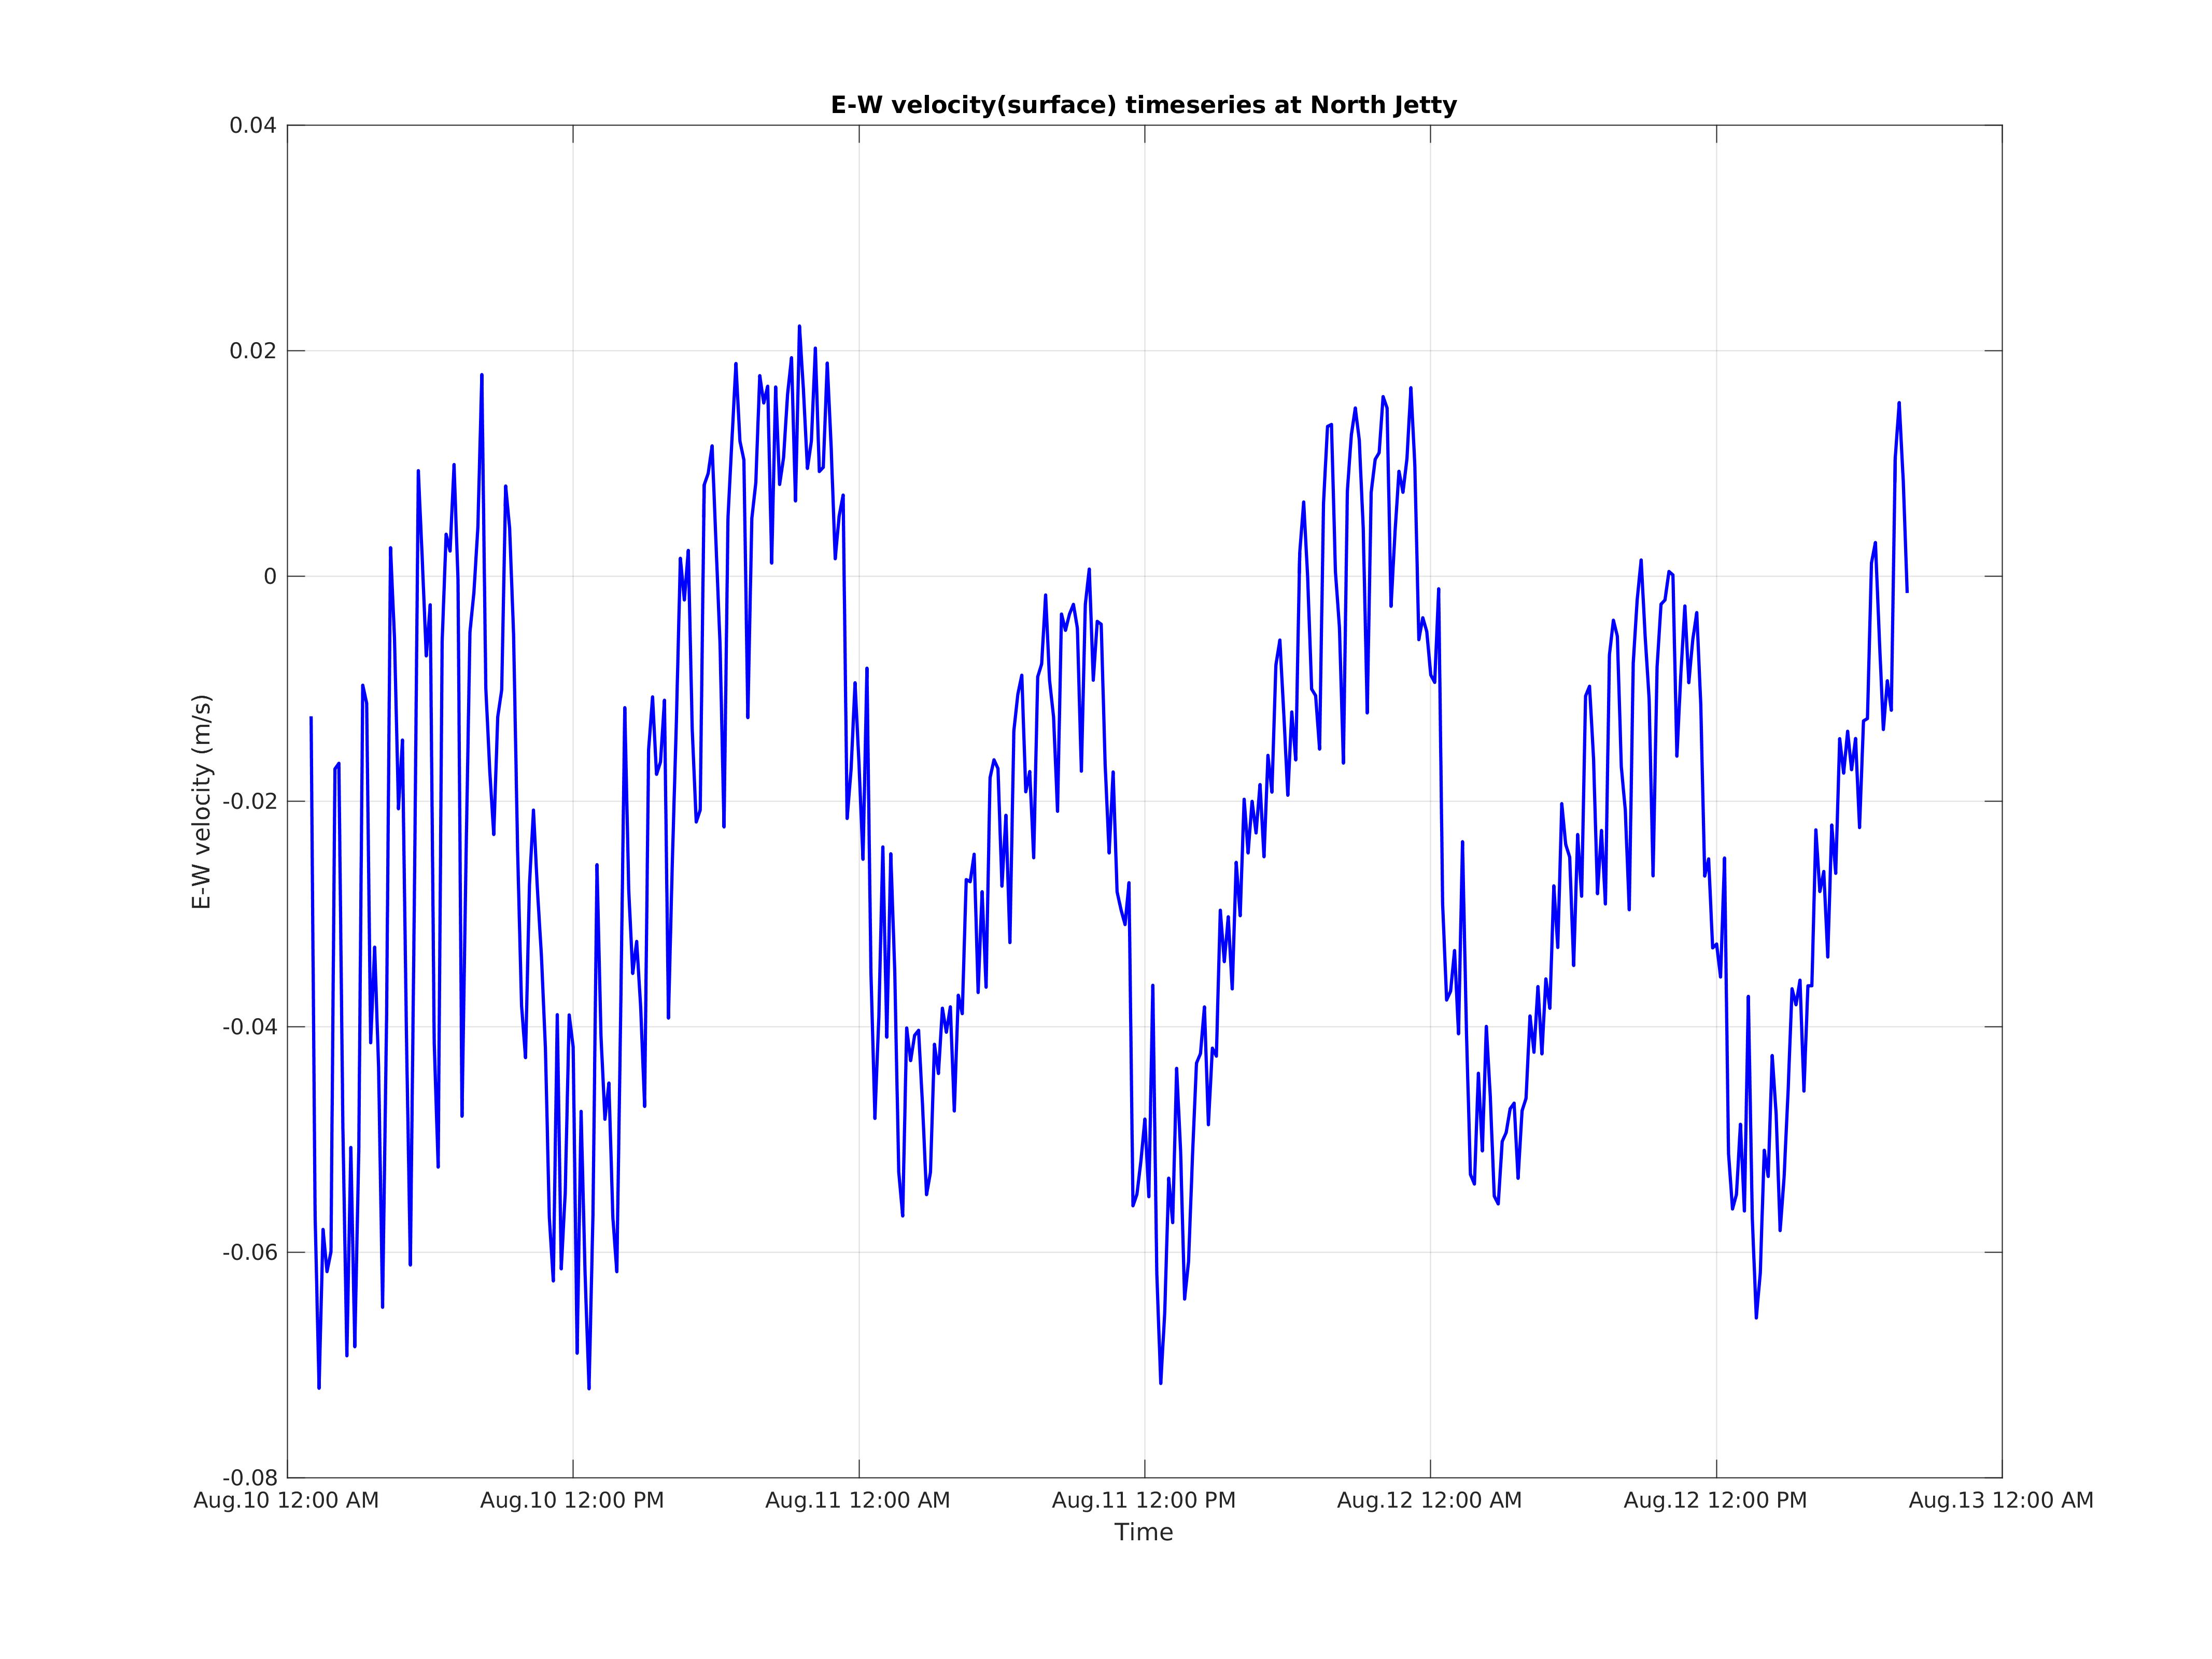 E-W velocity(surface) timeseries at North Jetty
0.04
0.02
0
-0.02
-0.04
-0.06
-0.08
E-W velocity (m/s)
Aug.10 12:00 AM
Aug.10 12:00 PM
Aug.11 12:00 AM
Aug.11 12:00 PM
Aug.12 12:00 AM
Aug.12 12:00 PM
Aug.13 12:00 AM
Time